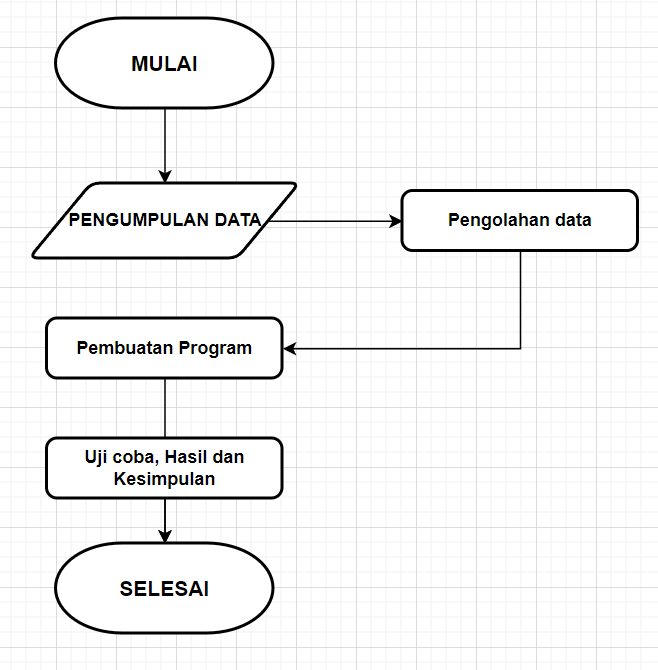 MULAI
PENGUMPULAN DATA
Pengolahan data
Pembuatan Program
Uji coba, Hasil dan
Kesimpulan
SELESAI